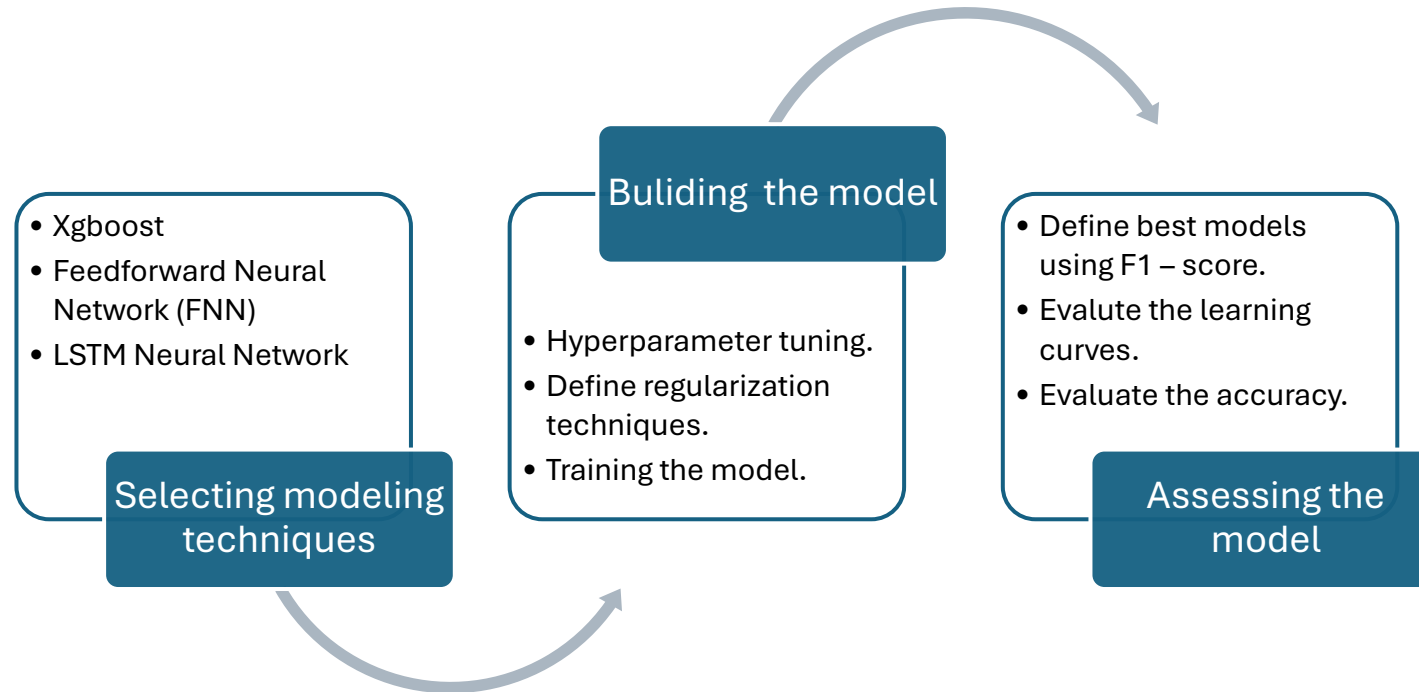 • Xgboost
• Feedforward Neural
Network (FNN)
• LSTM Neural Network
Selecting modeling
techniques
Buliding  the model
• Hyperparameter tuning.
• Define regularization
techniques.
• Training the model.
• Define best models
using F1 – score.
• Evalute the learning
curves.
• Evaluate the accuracy.
Assessing the
model